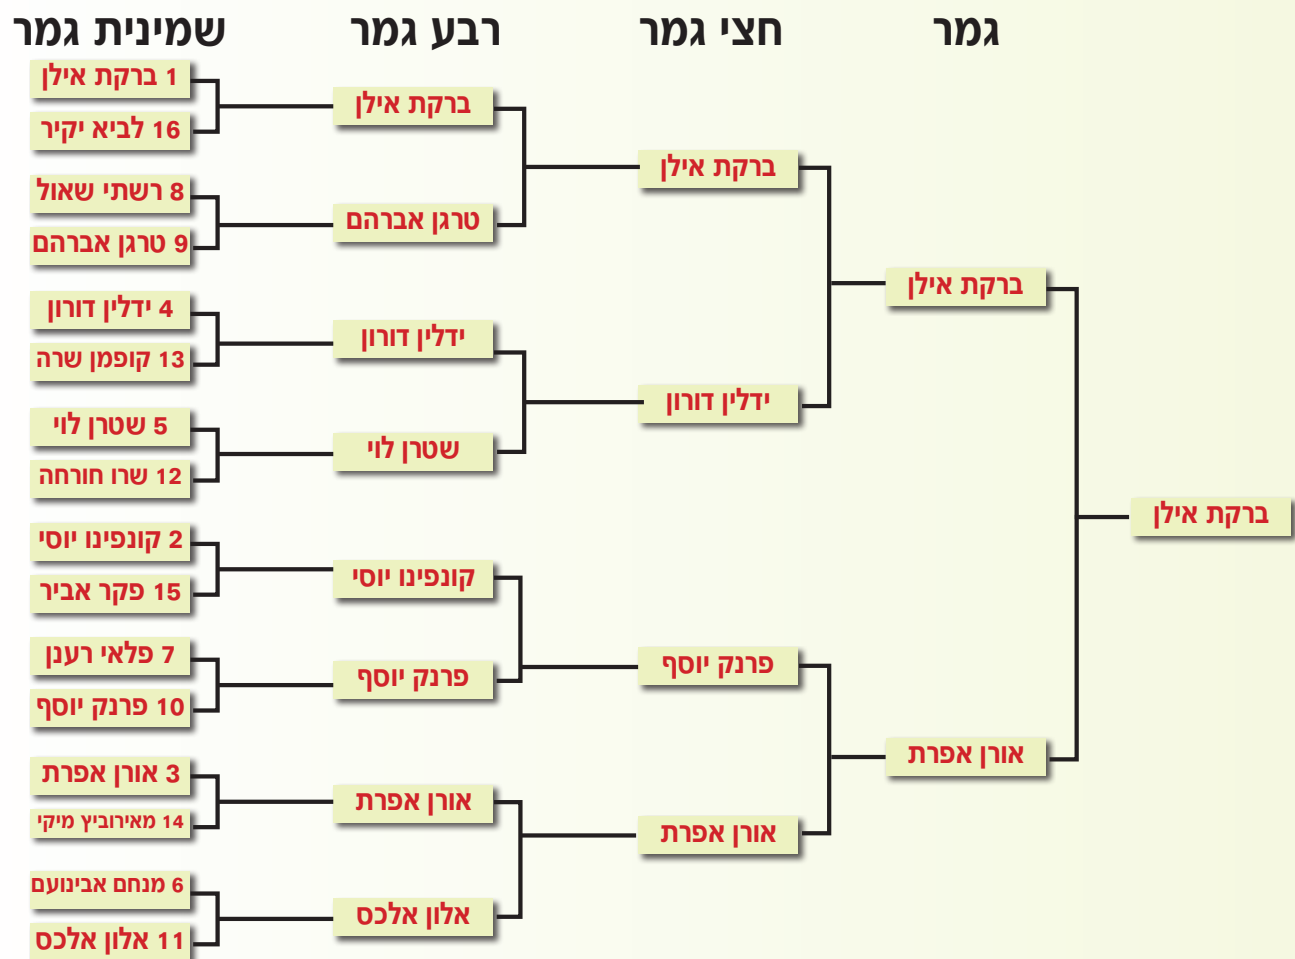 שמינית גמר
רבע גמר
חצי גמר
גמר
1 ברקת אילן
16 לביא יקיר
8 רשתי שאול
9 טרגן אברהם
4 ידלין דורון
13 קופמן שרה
5 שטרן לוי
12 שרו חורחה
2 קונפינו יוסי
15 פקר אביר
7 פלאי רענן
10 פרנק יוסף
3 אורן אפרת
14 מאירוביץ מיקי
6 מנחם אבינועם
11 אלון אלכס
ברקת אילן
טרגן אברהם
ידלין דורון
שטרן לוי
קונפינו יוסי
פרנק יוסף
אורן אפרת
אלון אלכס
ברקת אילן
ידלין דורון
פרנק יוסף
אורן אפרת
ברקת אילן
אורן אפרת
ברקת אילן